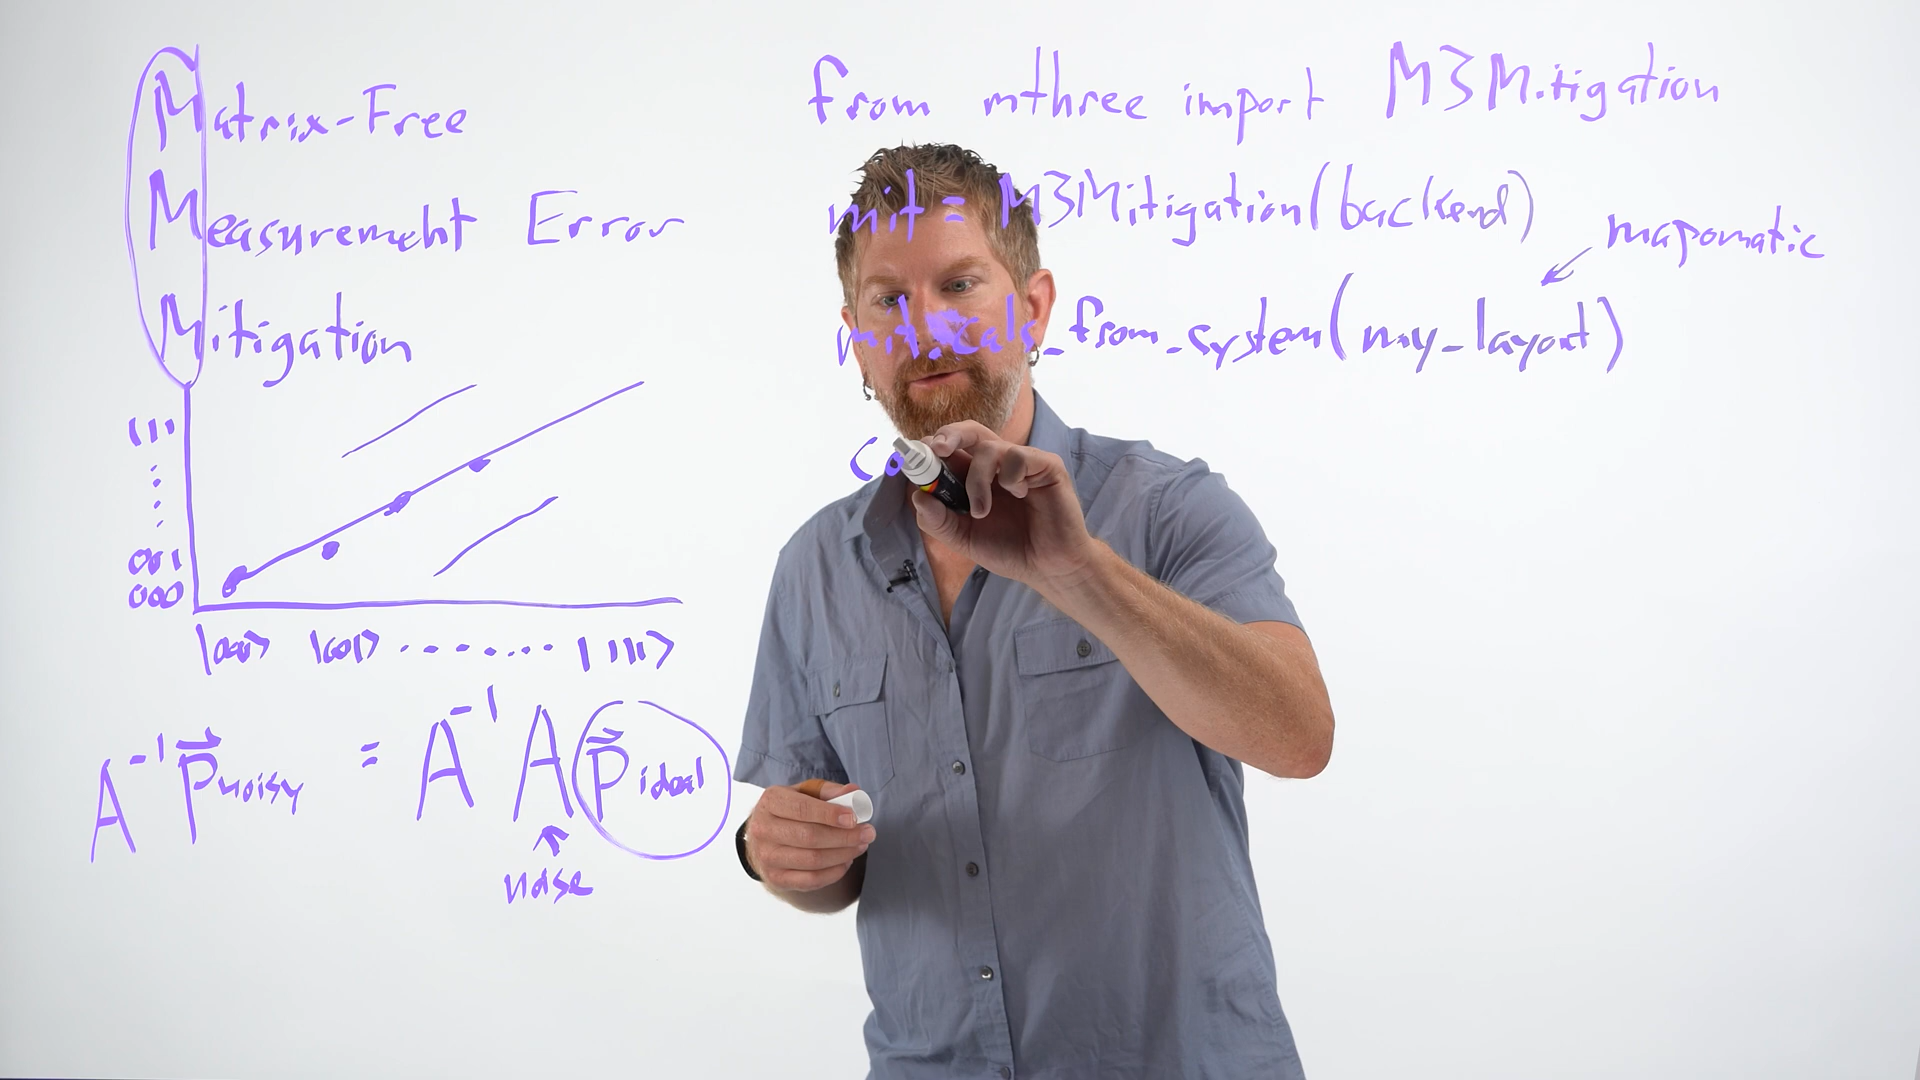 Matrix-Free
Measurement Error
Mitigation
111
001
000
|000> |001> ........ |111>
A⁻¹ p⃗noisy = A⁻¹ A p⃗ideal
noise
from mthree import M3Mitigation
mit = M3Mitigation(backend)
mapomatic
mit.cals_from_system(my_layout)
co